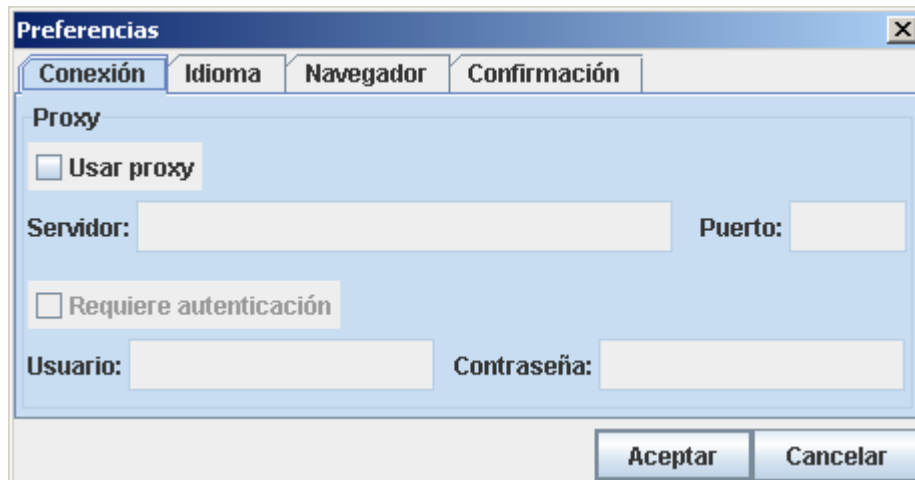 Preferencias
Conexión Idioma Navegador Confirmación
Proxy
Usar proxy
Servidor: Puerto:
Requiere autenticación
Usuario: Contraseña:
Aceptar Cancelar